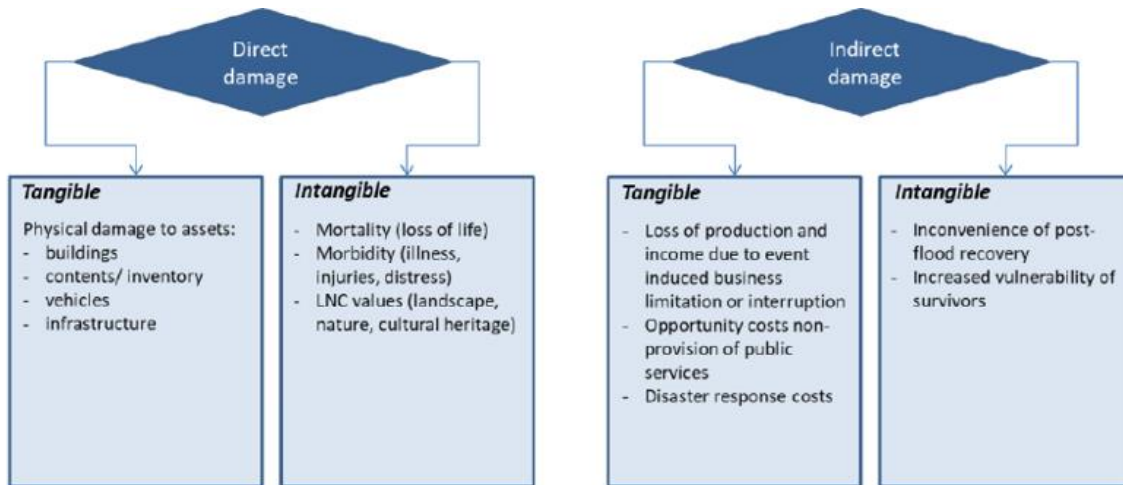 Direct
damage
Tangible
Physical damage to assets:
- buildings
- contents/ inventory
- vehicles
- infrastructure
Intangible
- Mortality (loss of life)
- Morbidity (illness,
injuries, distress)
- LNC values (landscape,
nature, cultural heritage)
Indirect
damage
Tangible
- Loss of production and
income due to event
induced business
limitation or interruption
- Opportunity costs non-
provision of public
services
- Disaster response costs
Intangible
- Inconvenience of post-
flood recovery
- Increased vulnerability of
survivors